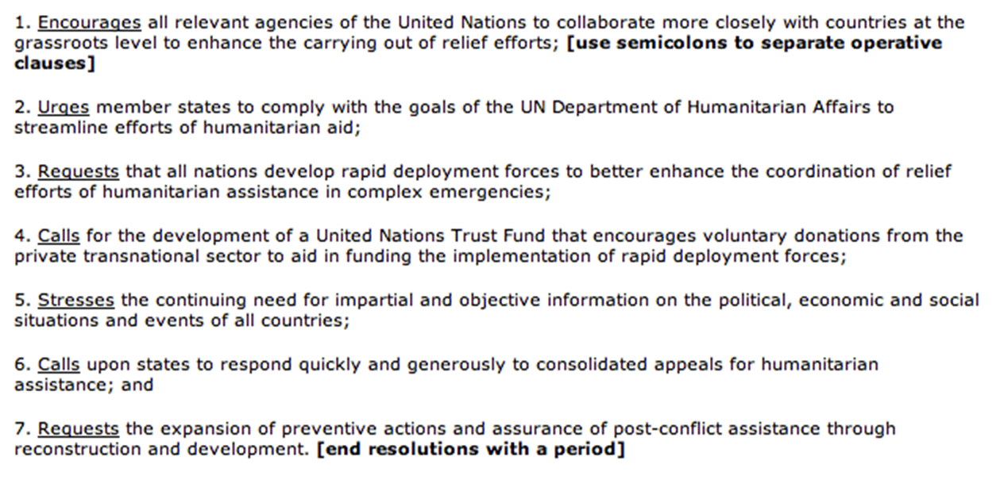 1. Encourages all relevant agencies of the United Nations to collaborate more closely with countries at the
grassroots level to enhance the carrying out of relief efforts; [use semicolons to separate operative
clauses]
2. Urges member states to comply with the goals of the UN Department of Humanitarian Affairs to
streamline efforts of humanitarian aid;
3. Requests that all nations develop rapid deployment forces to better enhance the coordination of relief
efforts of humanitarian assistance in complex emergencies;
4. Calls for the development of a United Nations Trust Fund that encourages voluntary donations from the
private transnational sector to aid in funding the implementation of rapid deployment forces;
5. Stresses the continuing need for impartial and objective information on the political, economic and social
situations and events of all countries;
6. Calls upon states to respond quickly and generously to consolidated appeals for humanitarian
assistance; and
7. Requests the expansion of preventive actions and assurance of post-conflict assistance through
reconstruction and development. [end resolutions with a period]